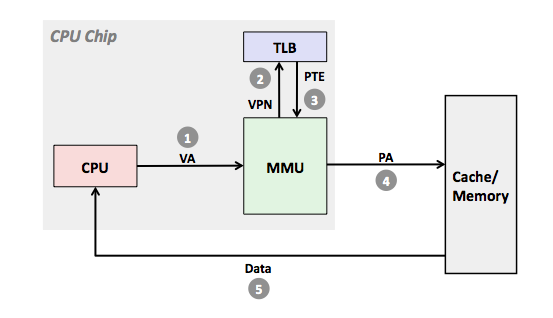 CPU Chip
TLB
2
PTE
3
VPN
1
VA
CPU
MMU
PA
4
Cache/
Memory
Data
5